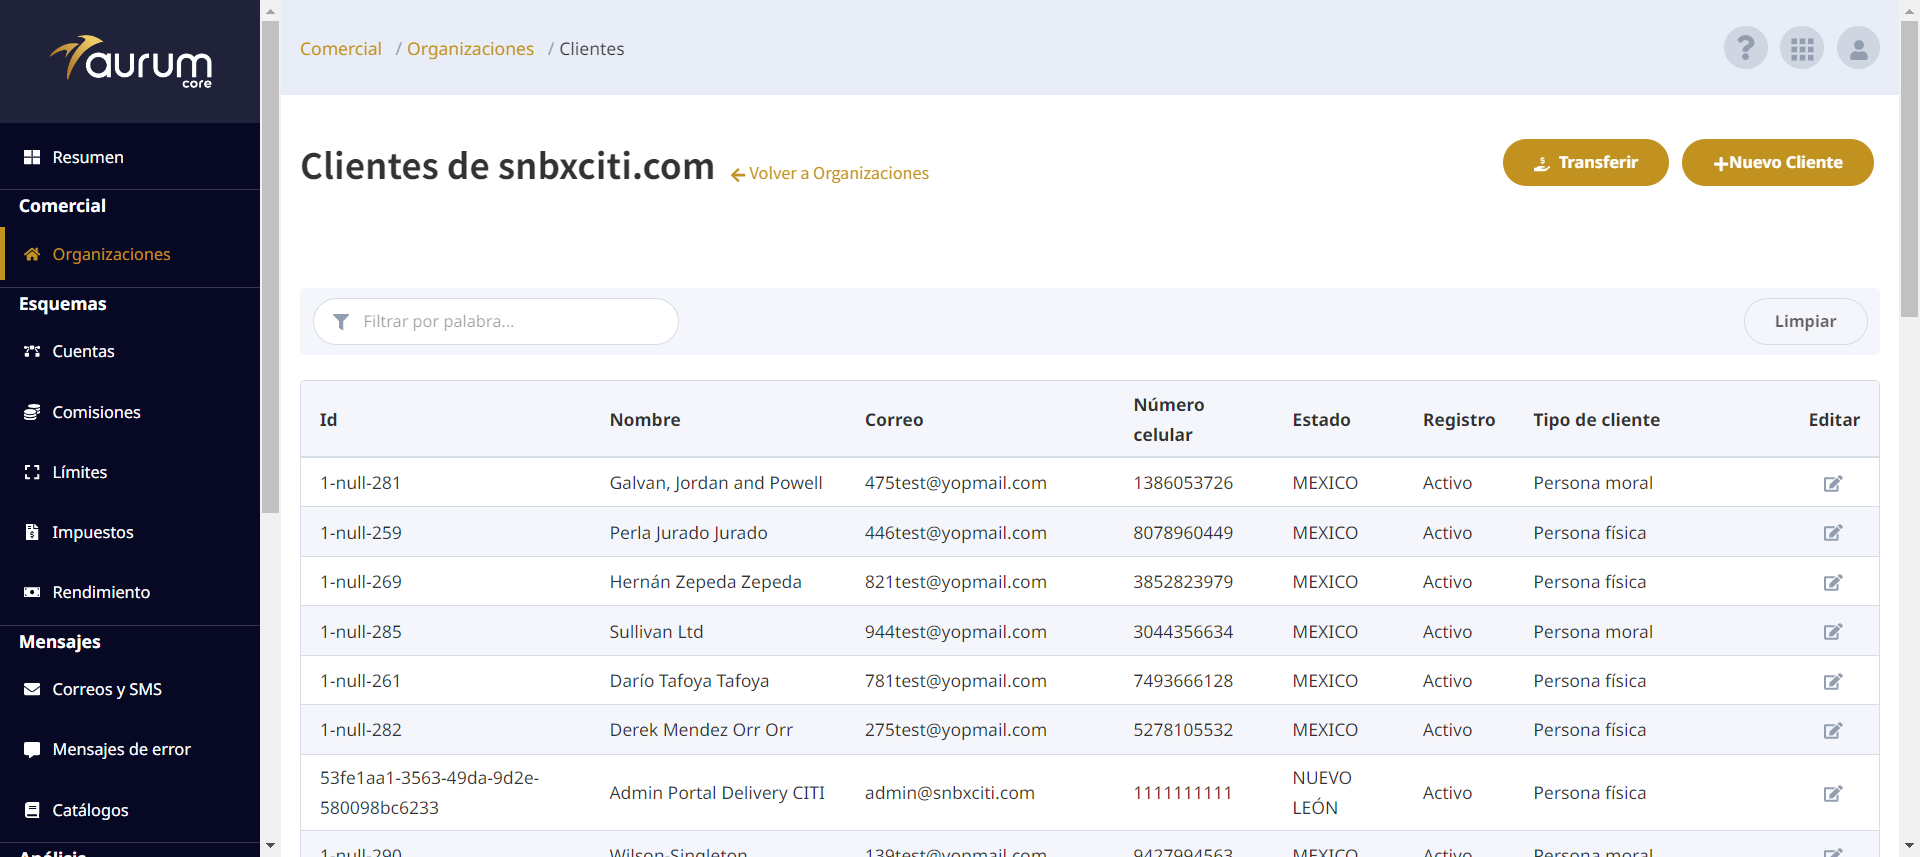 aurum
core
Resumen
Comercial
Organizaciones
Esquemas
Cuentas
Comisiones
Límites
Impuestos
Rendimiento
Mensajes
Correos y SMS
Mensajes de error
Catálogos
Análisis
Comercial / Organizaciones / Clientes
?
Clientes de snbxciti.com
Volver a Organizaciones
Transferir
+Nuevo Cliente
Filtrar por palabra...
Limpiar
Id Nombre Correo Número celular Estado Registro Tipo de cliente Editar
1-null-281 Galvan, Jordan and Powell 475test@yopmail.com 1386053726 MEXICO Activo Persona moral
1-null-259 Perla Jurado Jurado 446test@yopmail.com 8078960449 MEXICO Activo Persona física
1-null-269 Hernán Zepeda Zepeda 821test@yopmail.com 3852823979 MEXICO Activo Persona física
1-null-285 Sullivan Ltd 944test@yopmail.com 3044356634 MEXICO Activo Persona moral
1-null-261 Darío Tafoya Tafoya 781test@yopmail.com 7493666128 MEXICO Activo Persona física
1-null-282 Derek Mendez Orr Orr 275test@yopmail.com 5278105532 MEXICO Activo Persona física
53fe1aa1-3563-49da-9d2e-580098bc6233 Admin Portal Delivery CITI admin@snbxciti.com 1111111111 NUEVO LEÓN Activo Persona física
1-null-290 Wilson-Singleton 139test@yopmail.com 9427994563 MEXICO Activo Persona moral